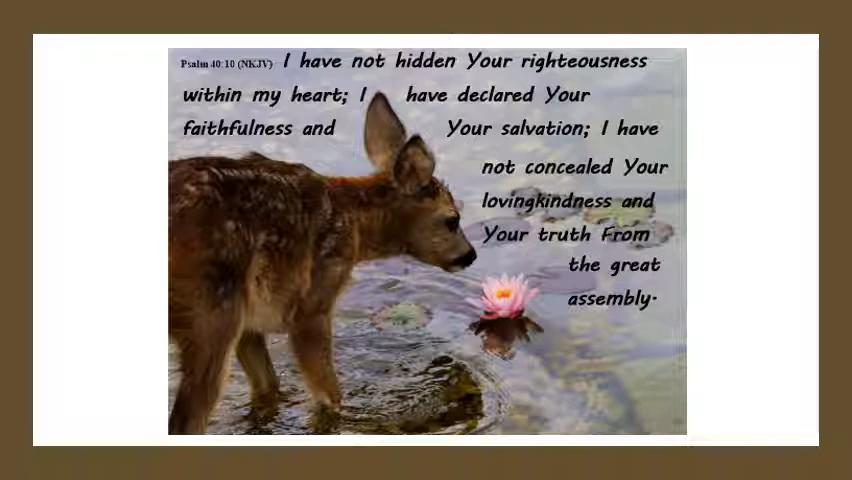 Psalm 40:10 (NKJV) I have not hidden Your righteousness
within my heart; I have declared Your
faithfulness and Your salvation; I have
not concealed Your
lovingkindness and
Your truth From
the great
assembly.